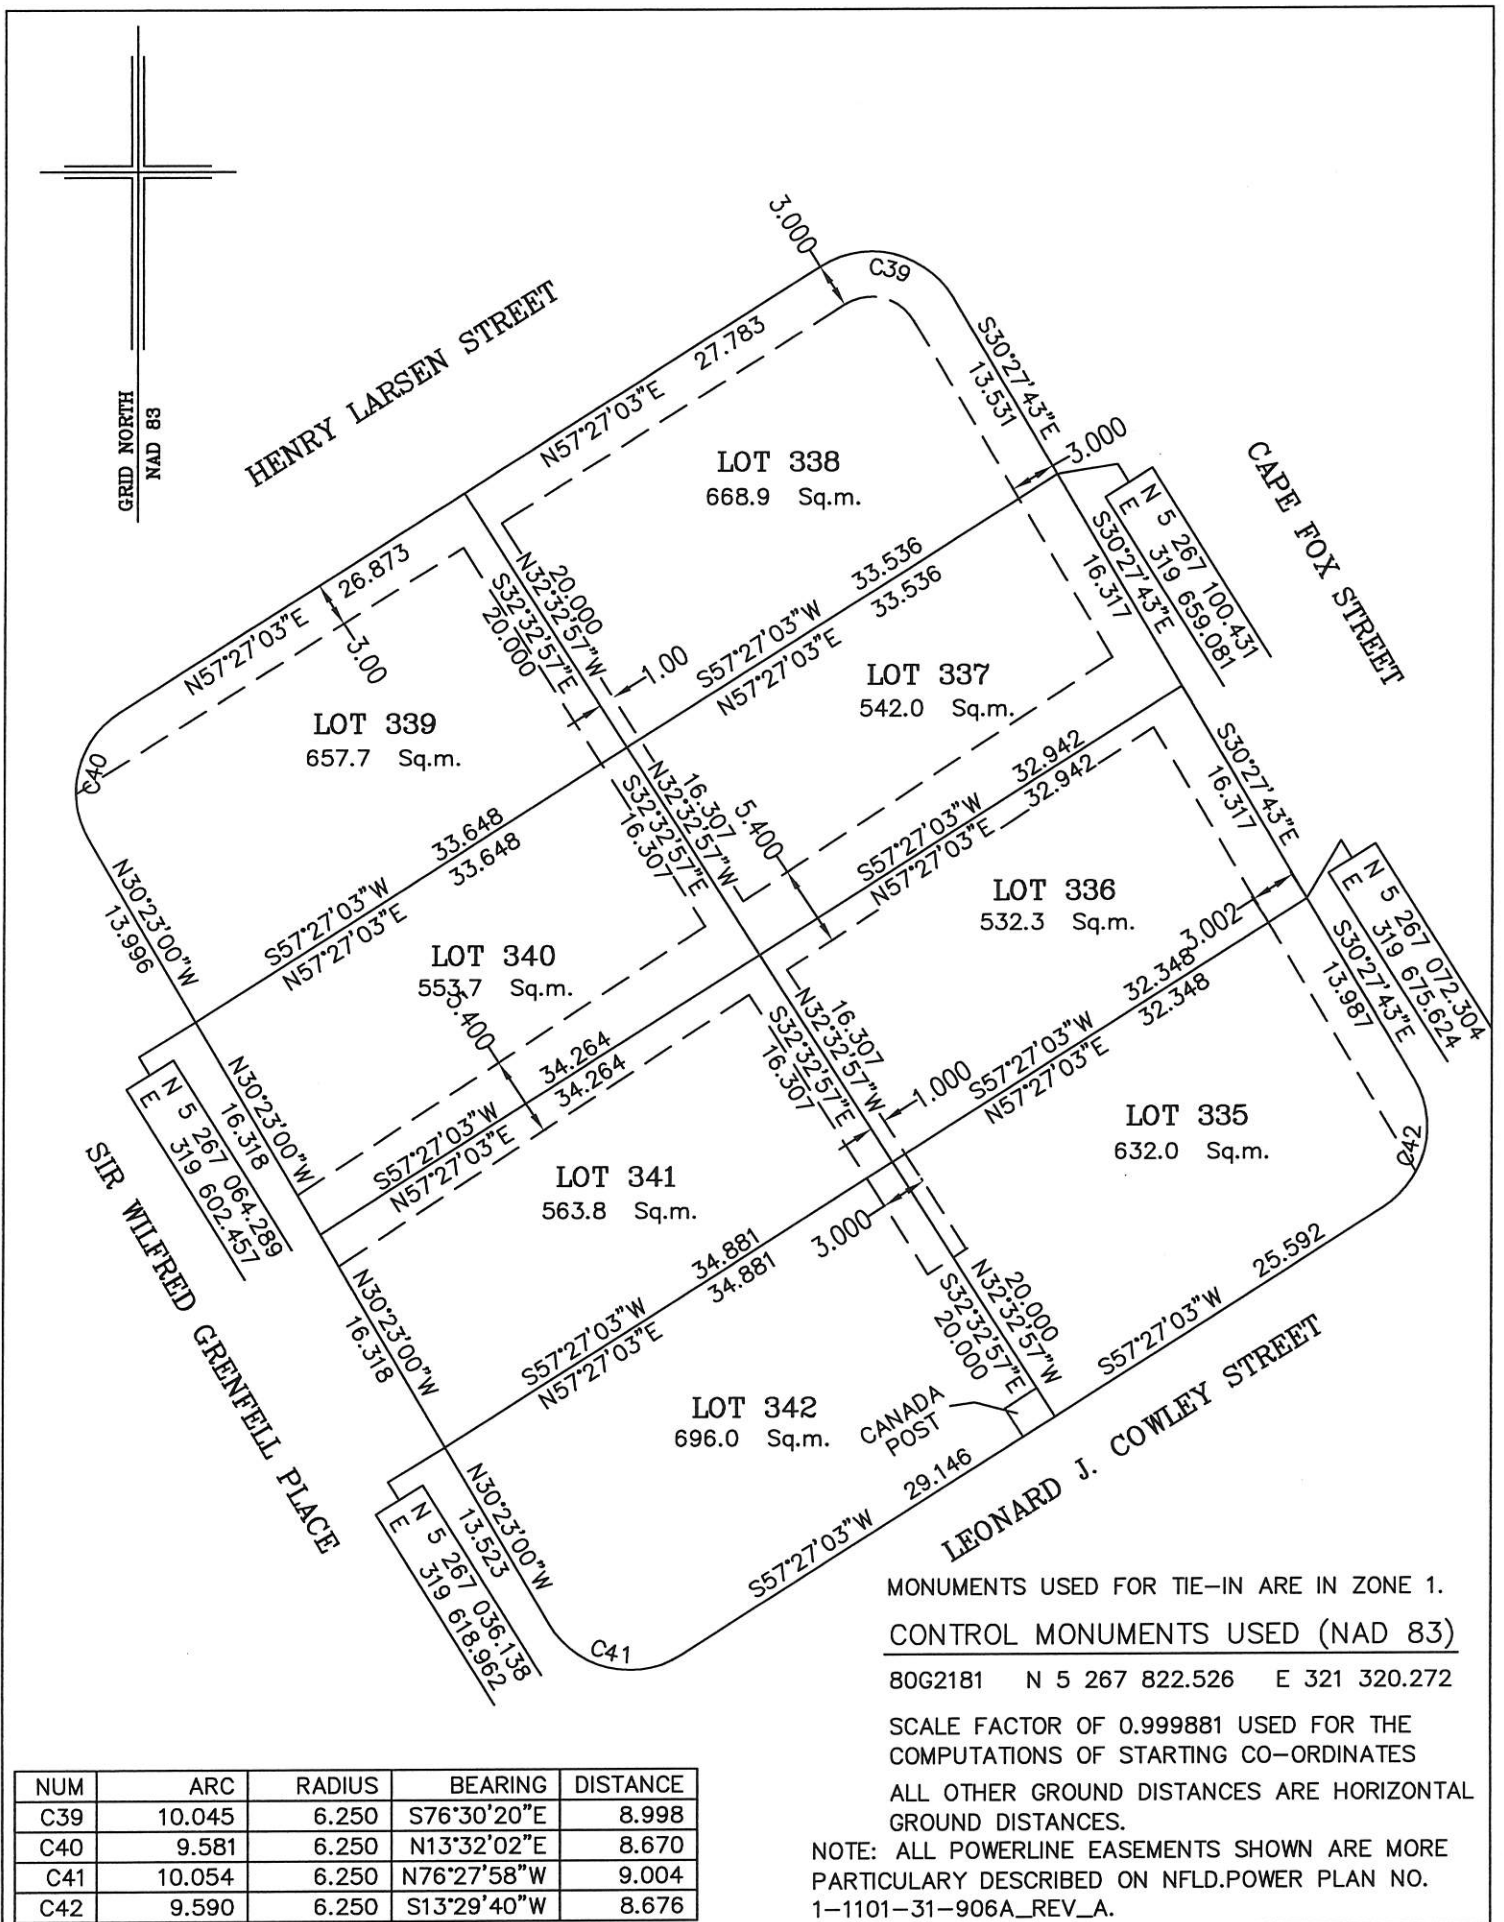 GRID NORTH
NAD 83
HENRY LARSEN STREET
CAPE FOX STREET
SIR WILFRED GRENFELL PLACE
LEONARD J. COWLEY STREET
3.000
C39
N57°27'03"E 27.783
S30°27'43"E
13.531
3.000
LOT 338
668.9 Sq.m.
N 5 267 100.431
E 319 659.081
N57°27'03"E 26.873
3.00
20.000
N32°32'57"W
S32°32'57"E
20.000
1.00
S57°27'03"W 33.536
N57°27'03"E 33.536
S30°27'43"E
16.317
LOT 339
657.7 Sq.m.
C40
LOT 337
542.0 Sq.m.
N30°23'00"W
13.996
S57°27'03"W 33.648
N57°27'03"E 33.648
16.307
N32°32'57"W
S32°32'57"E
16.307
5.400
S57°27'03"W 32.942
N57°27'03"E 32.942
S30°27'43"E
16.317
LOT 340
553.7 Sq.m.
5.400
LOT 336
532.3 Sq.m.
3.002
N 5 267 072.304
E 319 675.624
N30°23'00"W
16.318
N 5 267 064.289
E 319 602.457
S57°27'03"W 34.264
N57°27'03"E 34.264
16.307
N32°32'57"W
S32°32'57"E
16.307
1.000
S57°27'03"W 32.348
N57°27'03"E 32.348
S30°27'43"E
13.987
LOT 335
632.0 Sq.m.
C42
LOT 341
563.8 Sq.m.
3.000
N30°23'00"W
16.318
S57°27'03"W 34.881
N57°27'03"E 34.881
20.000
N32°32'57"W
S32°32'57"E
20.000
S57°27'03"W 25.592
LOT 342
696.0 Sq.m.
CANADA
POST
N30°23'00"W
13.523
N 5 267 036.138
E 319 618.962
S57°27'03"W 29.146
C41
MONUMENTS USED FOR TIE-IN ARE IN ZONE 1.
CONTROL MONUMENTS USED (NAD 83)
80G2181 N 5 267 822.526 E 321 320.272
SCALE FACTOR OF 0.999881 USED FOR THE
COMPUTATIONS OF STARTING CO-ORDINATES
ALL OTHER GROUND DISTANCES ARE HORIZONTAL
GROUND DISTANCES.
NOTE: ALL POWERLINE EASEMENTS SHOWN ARE MORE
PARTICULARY DESCRIBED ON NFLD.POWER PLAN NO.
1-1101-31-906A_REV_A.
NUM ARC RADIUS BEARING DISTANCE
C39 10.045 6.250 S76°30'20"E 8.998
C40 9.581 6.250 N13°32'02"E 8.670
C41 10.054 6.250 N76°27'58"W 9.004
C42 9.590 6.250 S13°29'40"W 8.676